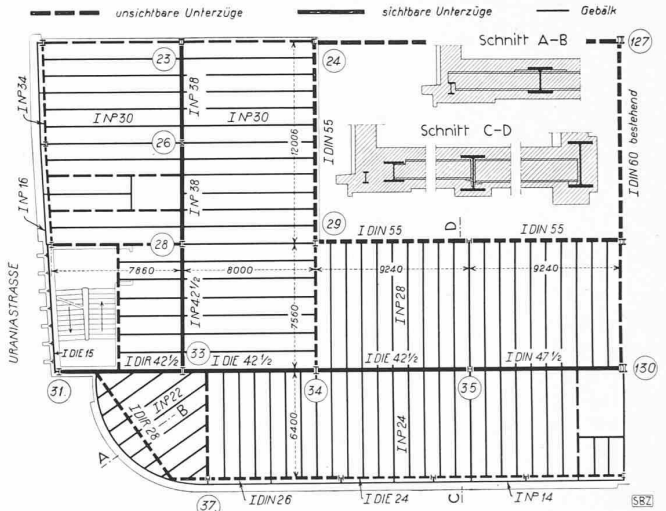 unsichtbare Unterzüge sichtbare Unterzüge Gebälk
23
24
Schnitt A-B
127
I NP 34
I NP 38
I NP 30
I NP 30
12006
I DIN 55
Schnitt C-D
I DIN 60 bestehend
26
I NP 16
I NP 38
29
28
I DIN 55
D
I DIN 55
7860
8000
9240
9240
URANIASTRASSE
I NP 42½
7560
I NP 28
I DIE 15
33
I DIR 42½
I DIE 42½
I DIE 42½
I DIN 47½
31.
34
35
130
I NP 22
I DIR 28
B
6400
I NP 24
A
37.
I DIN 26
I DIE 24
C
I NP 14
SBZ